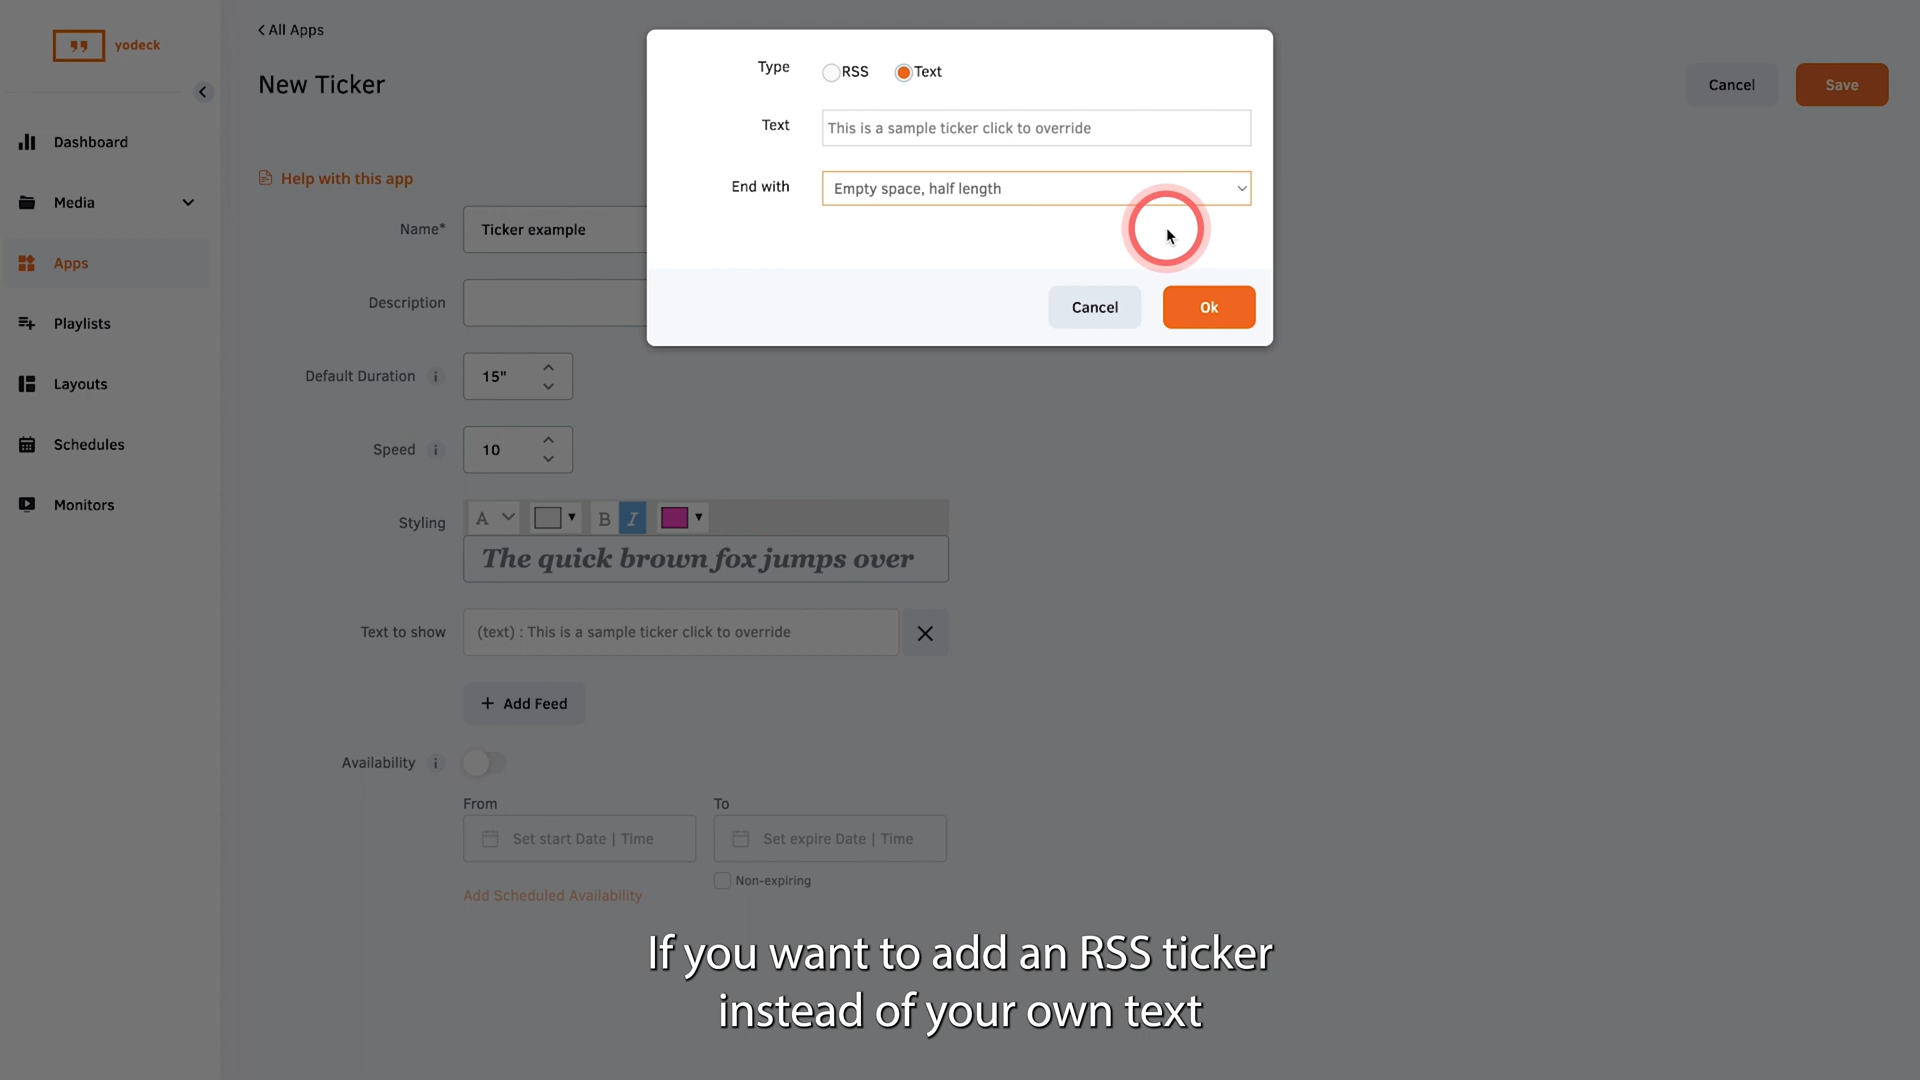 yodeck
Dashboard
Media
Apps
Playlists
Layouts
Schedules
Monitors
All Apps
New Ticker
Cancel
Save
Help with this app
Name*
Ticker example
Description
Default Duration
15"
Speed
10
Styling
A
B
I
The quick brown fox jumps over
Text to show
(text) : This is a sample ticker click to override
Add Feed
Availability
From
To
Set start Date | Time
Set expire Date | Time
Non-expiring
Add Scheduled Availability
Type
RSS
Text
Text
This is a sample ticker click to override
End with
Empty space, half length
Cancel
Ok
If you want to add an RSS ticker
instead of your own text